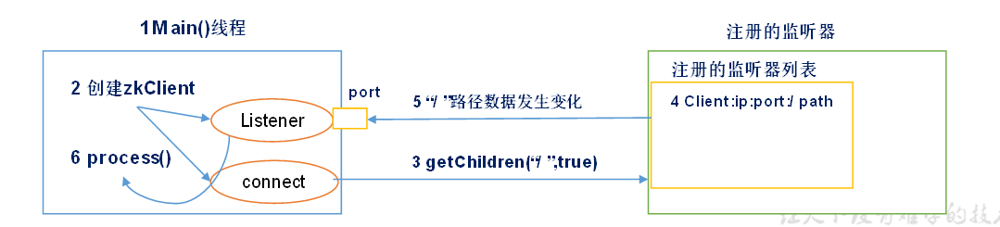 1Main()线程
注册的监听器
2 创建zkClient
port
5 “/ ”路径数据发生变化
注册的监听器列表
4 Client:ip:port:/ path
Listener
6 process()
3 getChildren(“/ ”,true)
connect